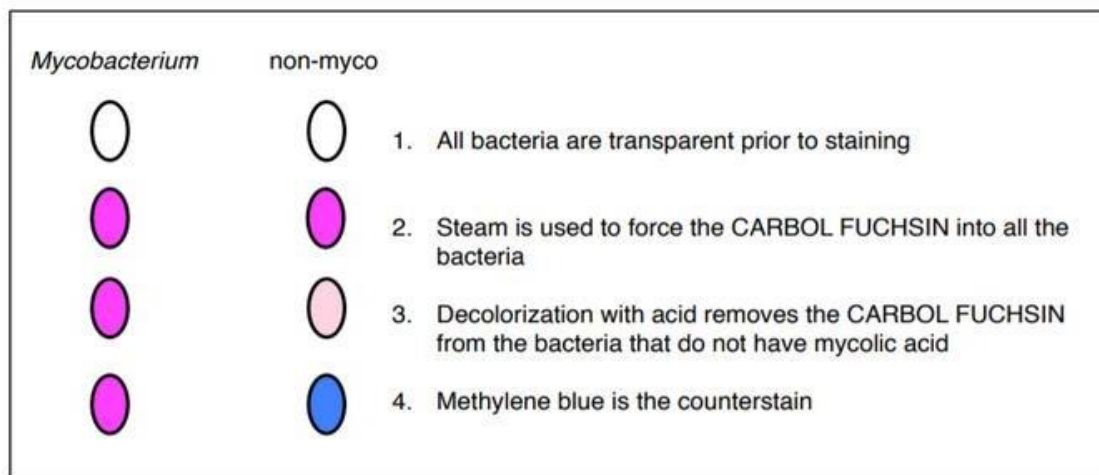 Mycobacterium non-myco
1. All bacteria are transparent prior to staining
2. Steam is used to force the CARBOL FUCHSIN into all the
bacteria
3. Decolorization with acid removes the CARBOL FUCHSIN
from the bacteria that do not have mycolic acid
4. Methylene blue is the counterstain